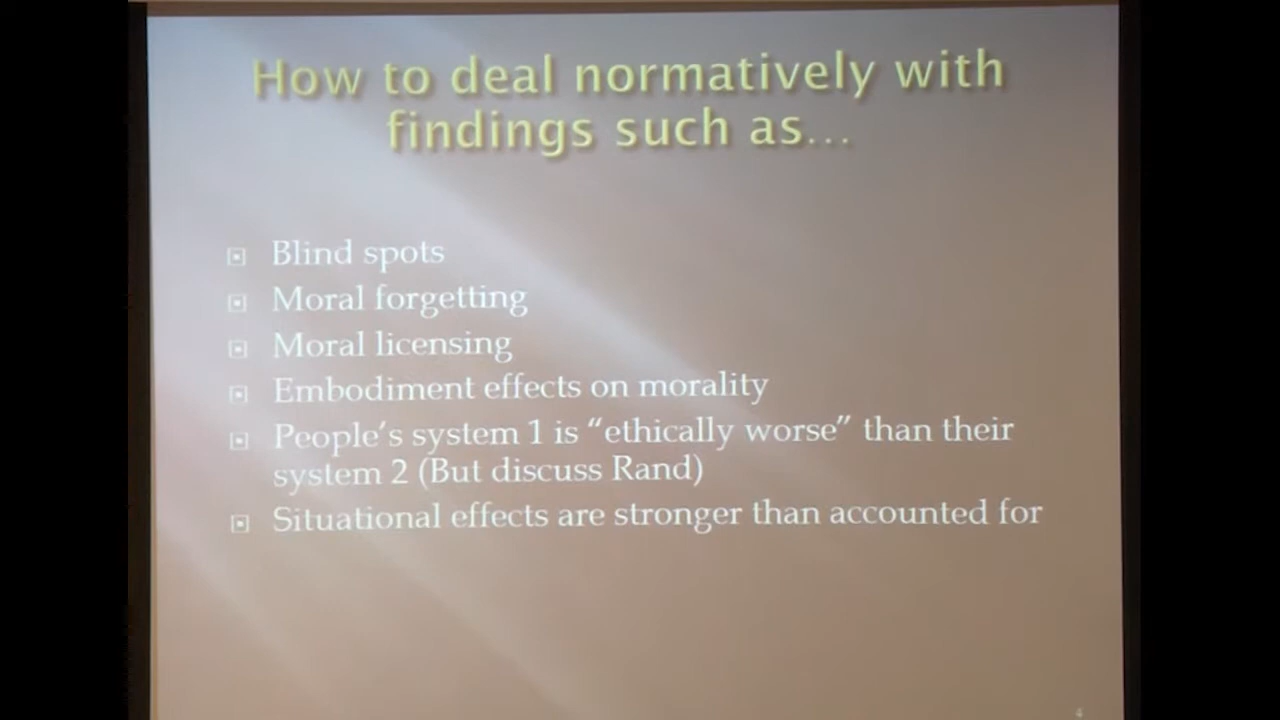 How to deal normatively with
findings such as...
Blind spots
Moral forgetting
Moral licensing
Embodiment effects on morality
People's system 1 is “ethically worse” than their
system 2 (But discuss Rand)
Situational effects are stronger than accounted for
4